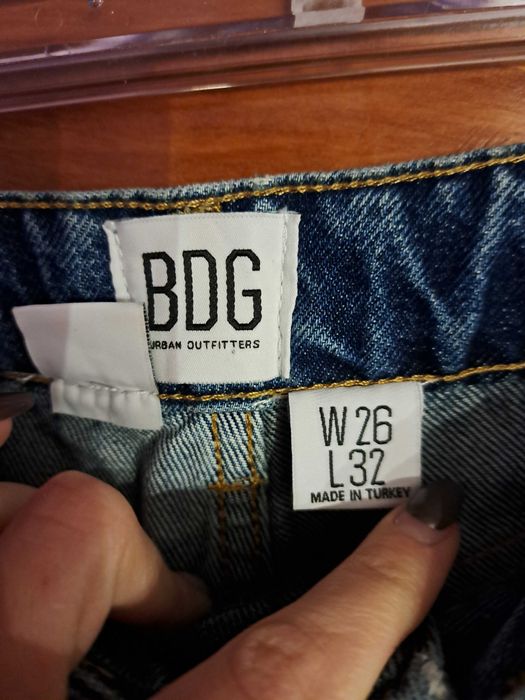 BDG
URBAN OUTFITTERS
W 26
L 32
MADE IN TURKEY